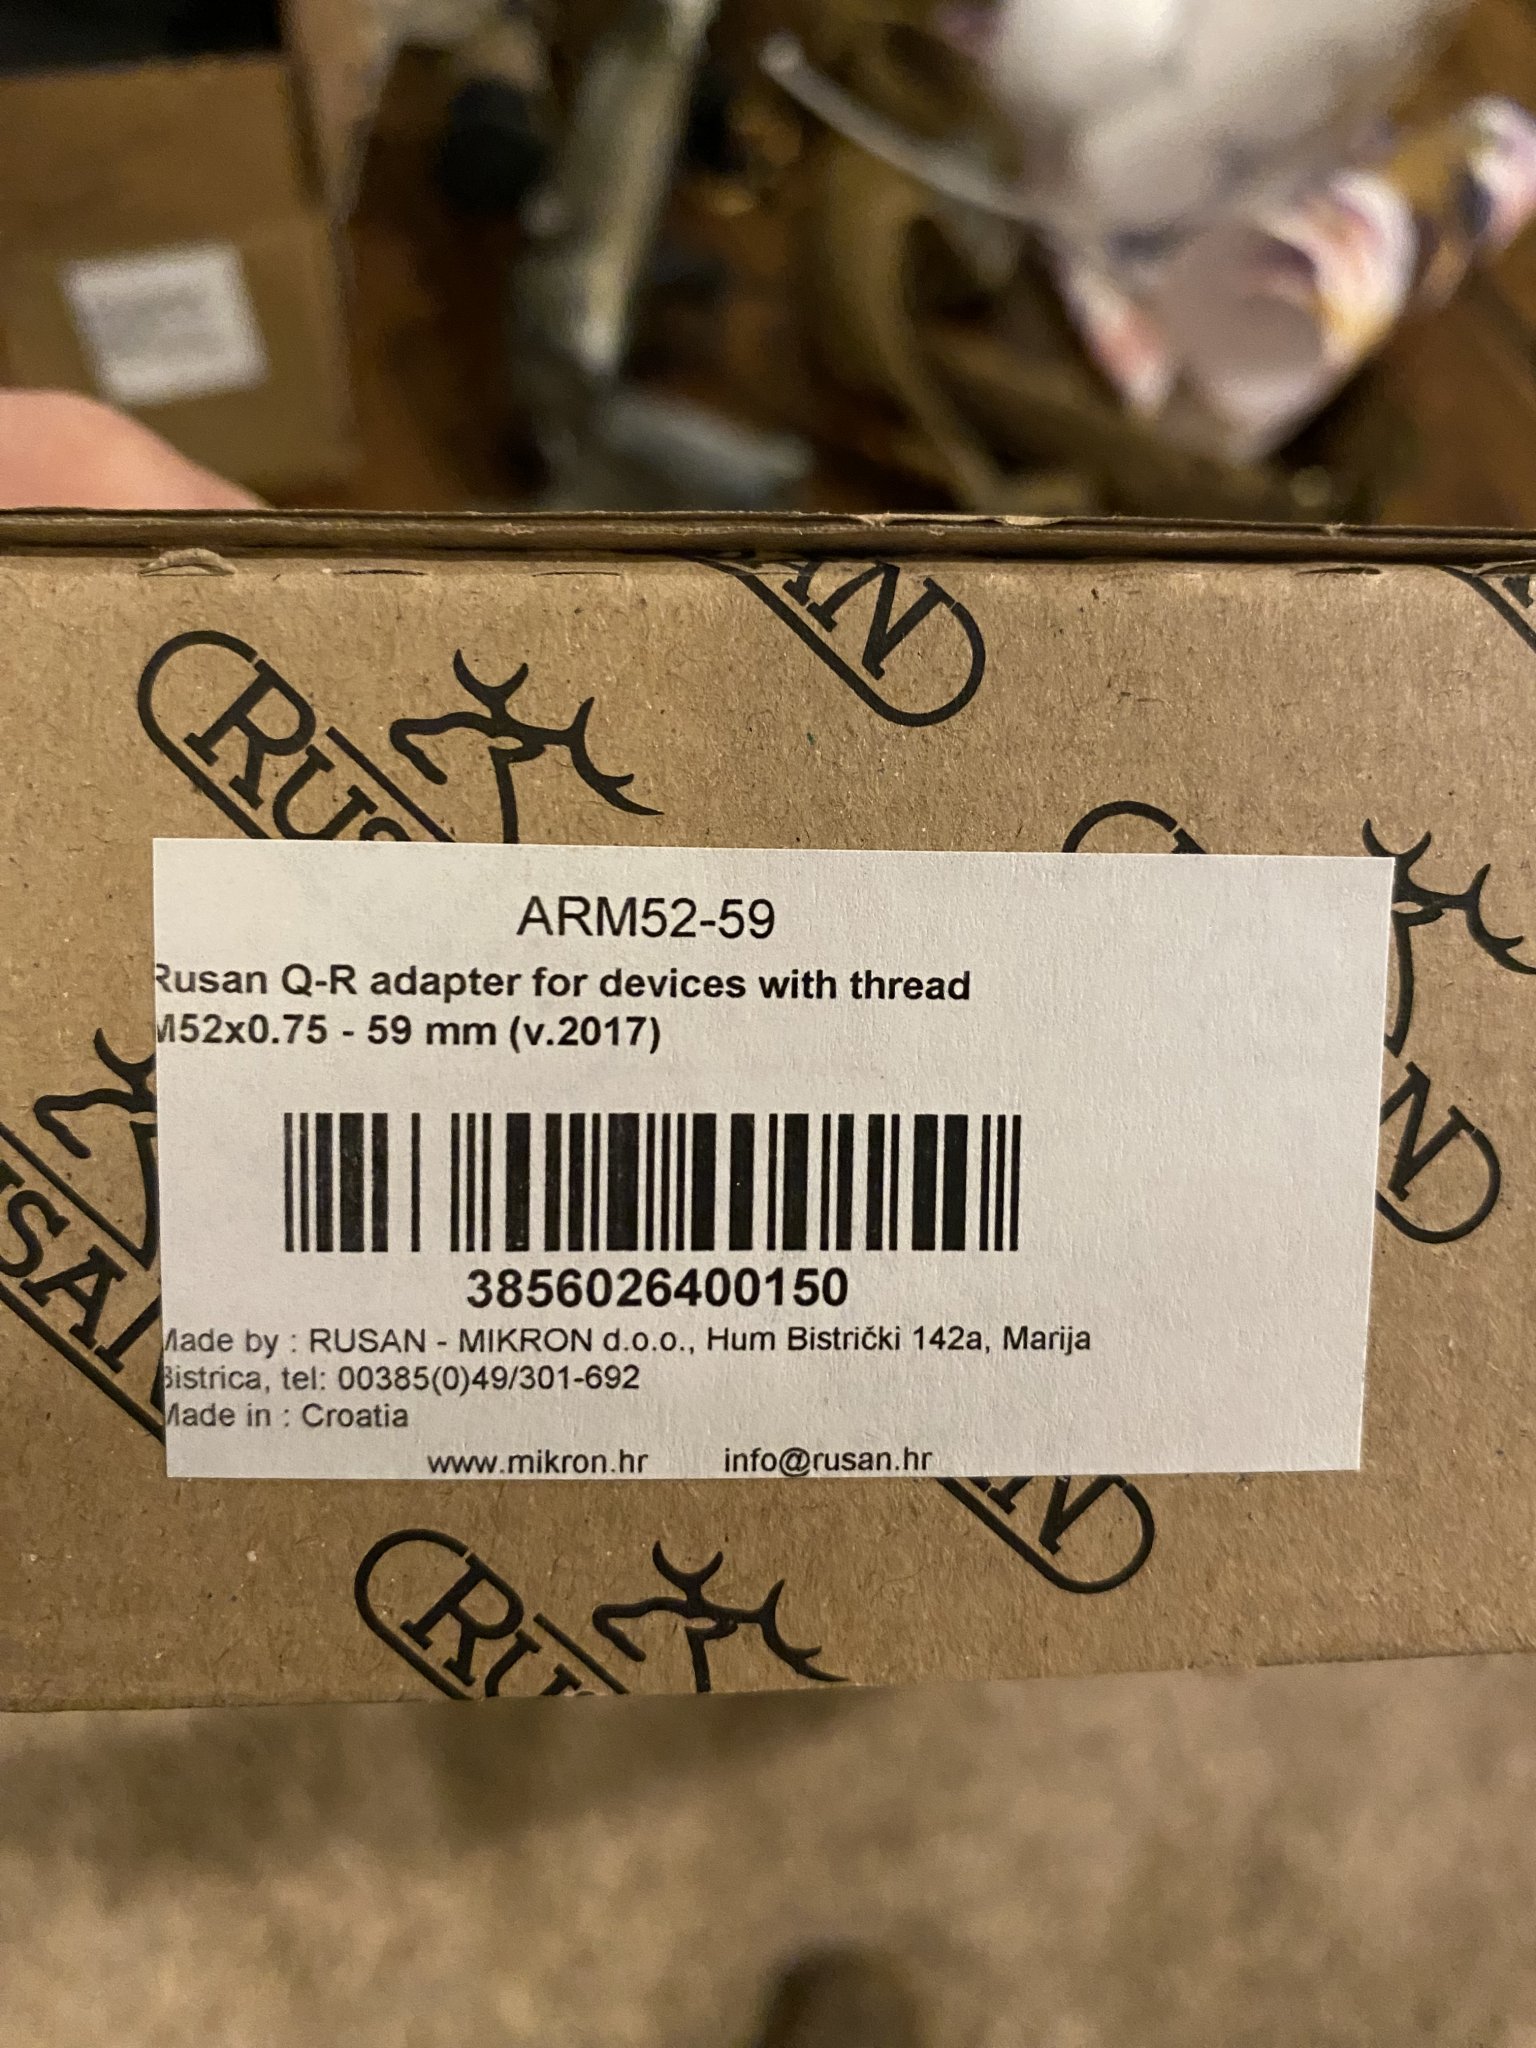 RUSAN
ARM52-59
Rusan Q-R adapter for devices with thread
M52x0.75 - 59 mm (v.2017)
3856026400150
Made by : RUSAN - MIKRON d.o.o., Hum Bistrički 142a, Marija
Bistrica, tel: 00385(0)49/301-692
Made in : Croatia
www.mikron.hr info@rusan.hr